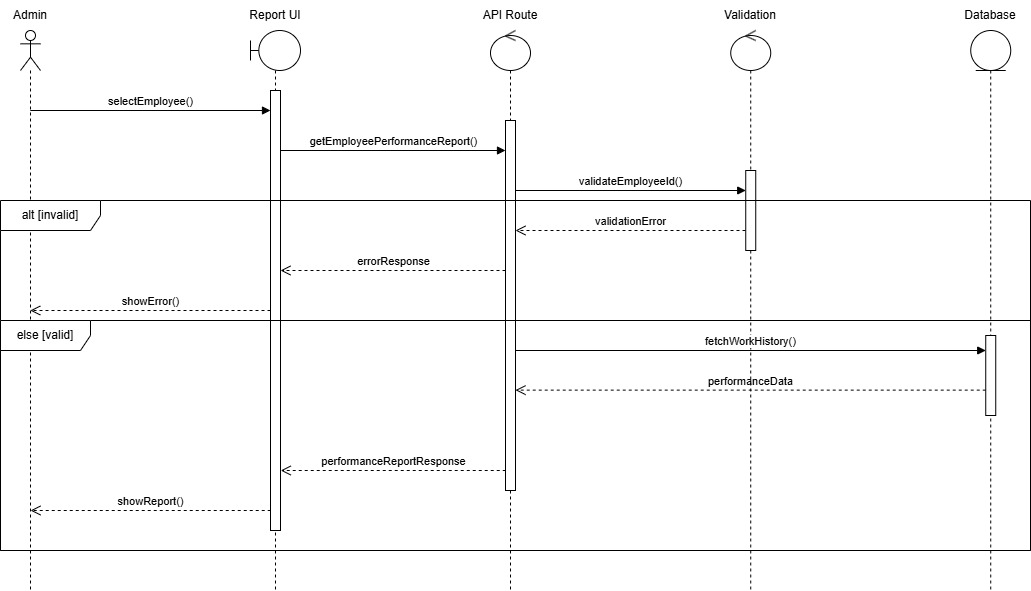 Admin
Report UI
API Route
Validation
Database
selectEmployee()
getEmployeePerformanceReport()
validateEmployeeId()
alt [invalid]
validationError
errorResponse
showError()
else [valid]
fetchWorkHistory()
performanceData
performanceReportResponse
showReport()